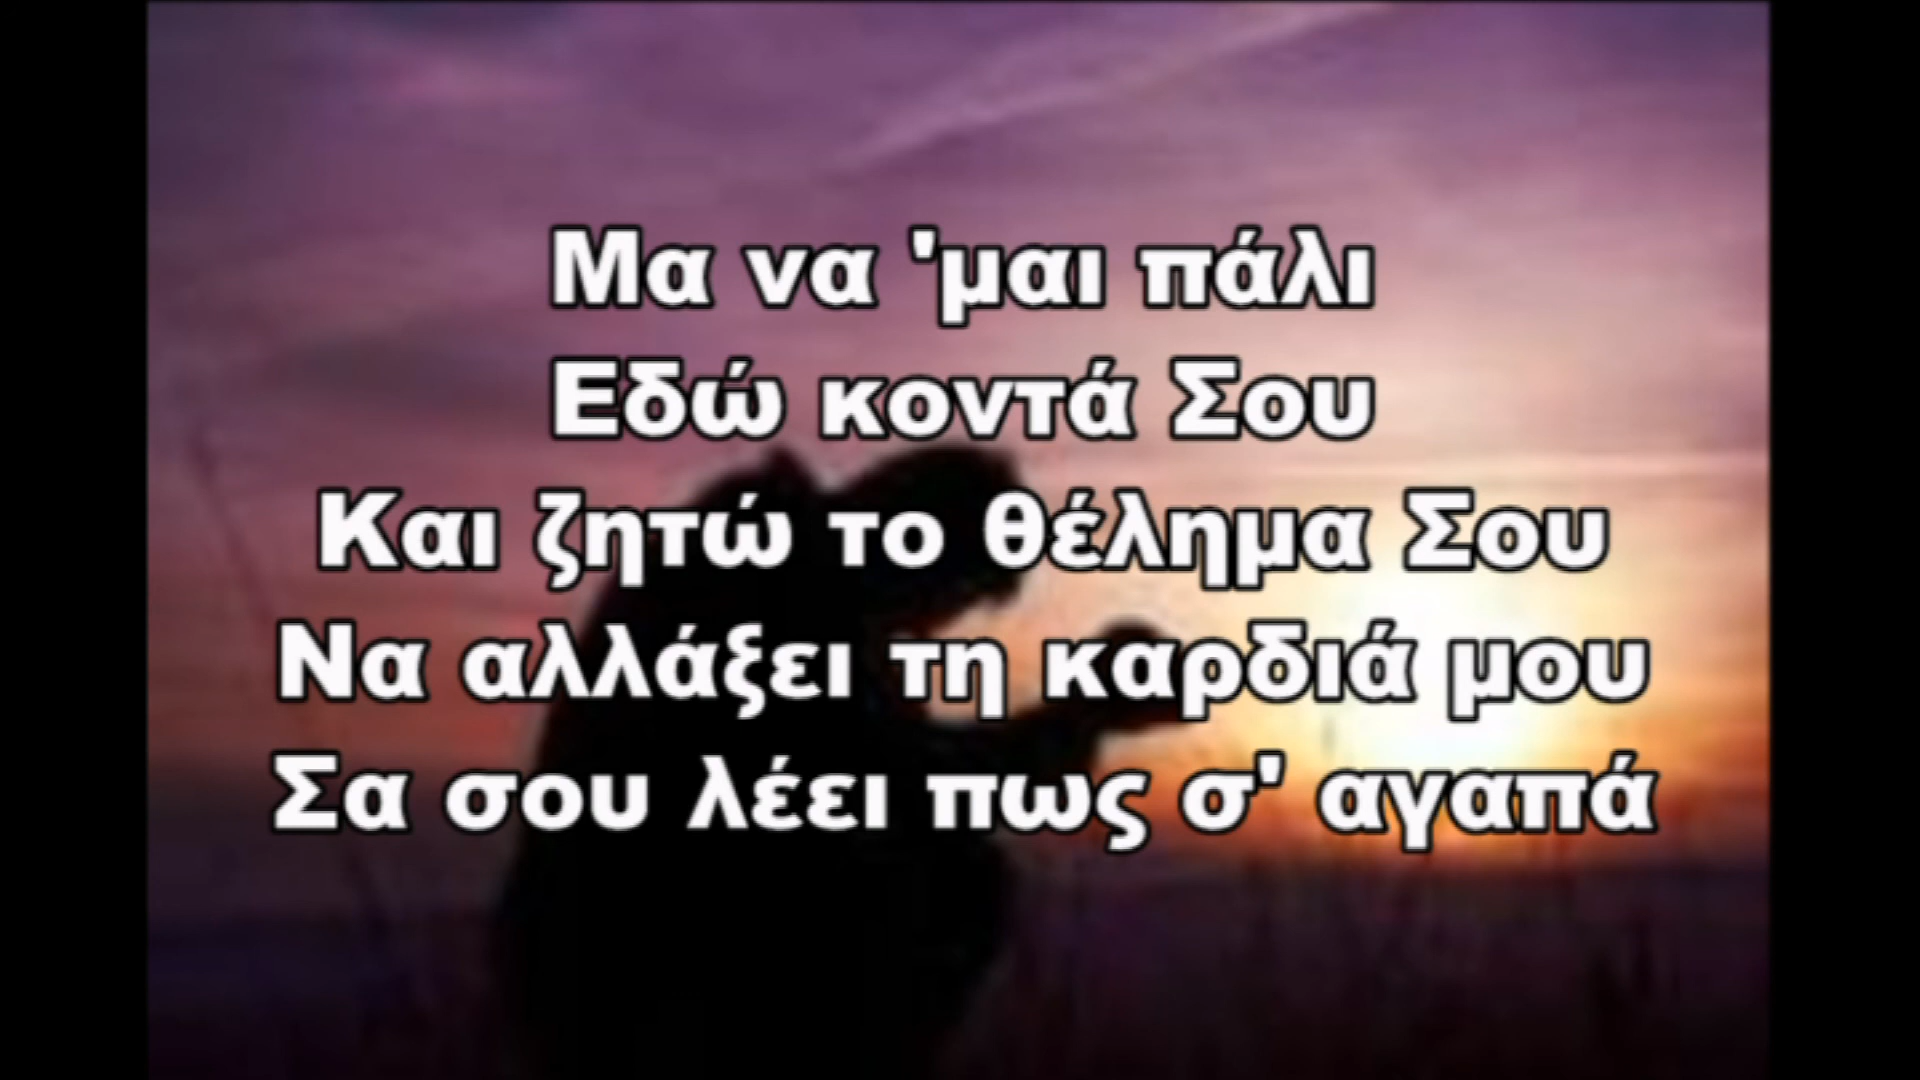 Μα να 'μαι πάλι
Εδώ κοντά Σου
Και ζητώ το θέλημα Σου
Να αλλάξει τη καρδιά μου
Σα σου λέει πως σ' αγαπά